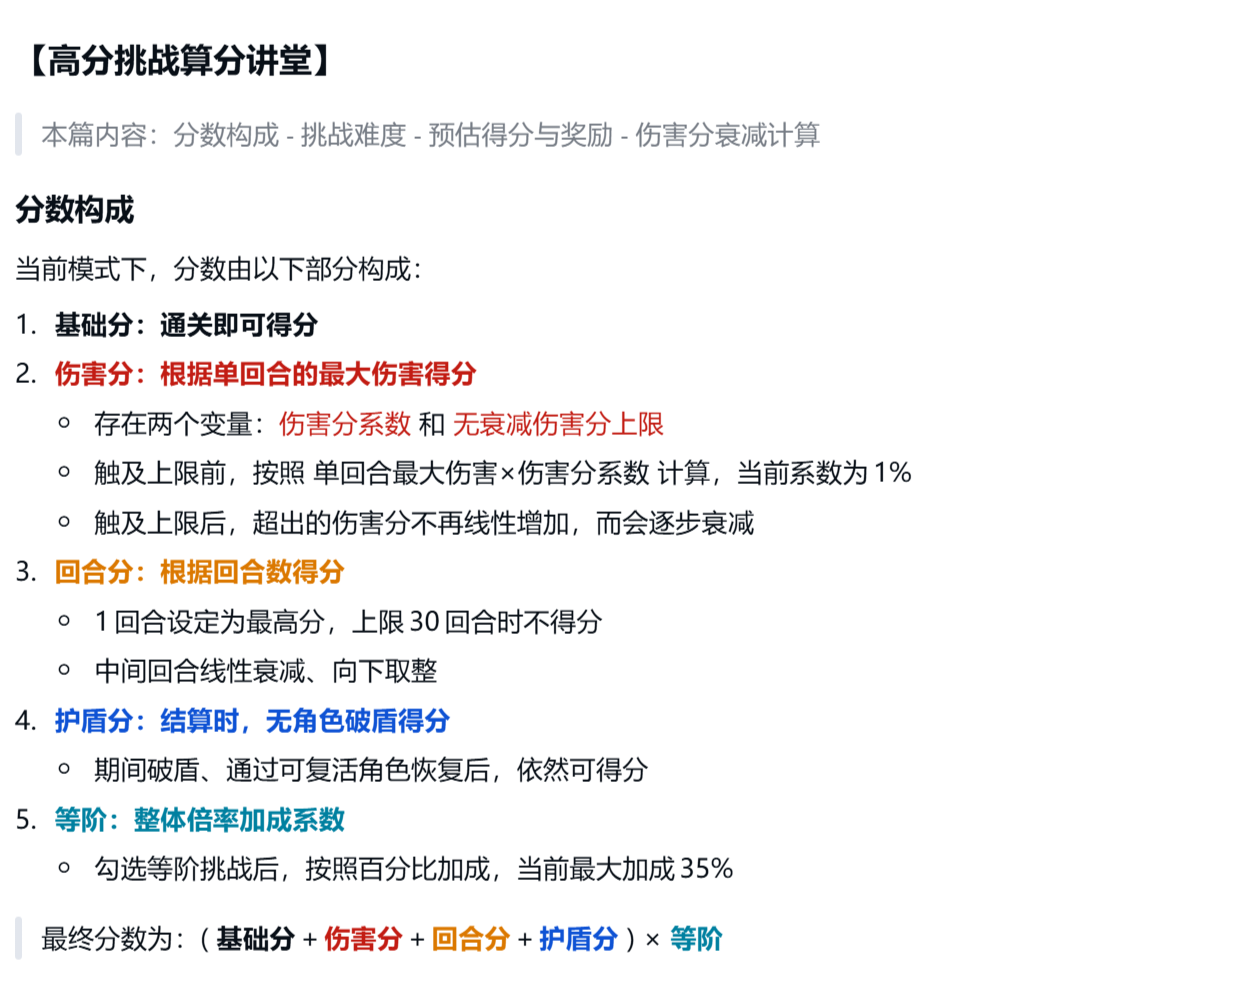 【高分挑战算分讲堂】
本篇内容：分数构成 - 挑战难度 - 预估得分与奖励 - 伤害分衰减计算
分数构成
当前模式下，分数由以下部分构成：
1. 基础分：通关即可得分
2. 伤害分：根据单回合的最大伤害得分
存在两个变量：伤害分系数 和 无衰减伤害分上限
触及上限前，按照 单回合最大伤害×伤害分系数 计算，当前系数为 1%
触及上限后，超出的伤害分不再线性增加，而会逐步衰减
3. 回合分：根据回合数得分
1 回合设定为最高分，上限 30 回合时不得分
中间回合线性衰减、向下取整
4. 护盾分：结算时，无角色破盾得分
期间破盾、通过可复活角色恢复后，依然可得分
5. 等阶：整体倍率加成系数
勾选等阶挑战后，按照百分比加成，当前最大加成 35%
最终分数为：( 基础分 + 伤害分 + 回合分 + 护盾分 ) × 等阶